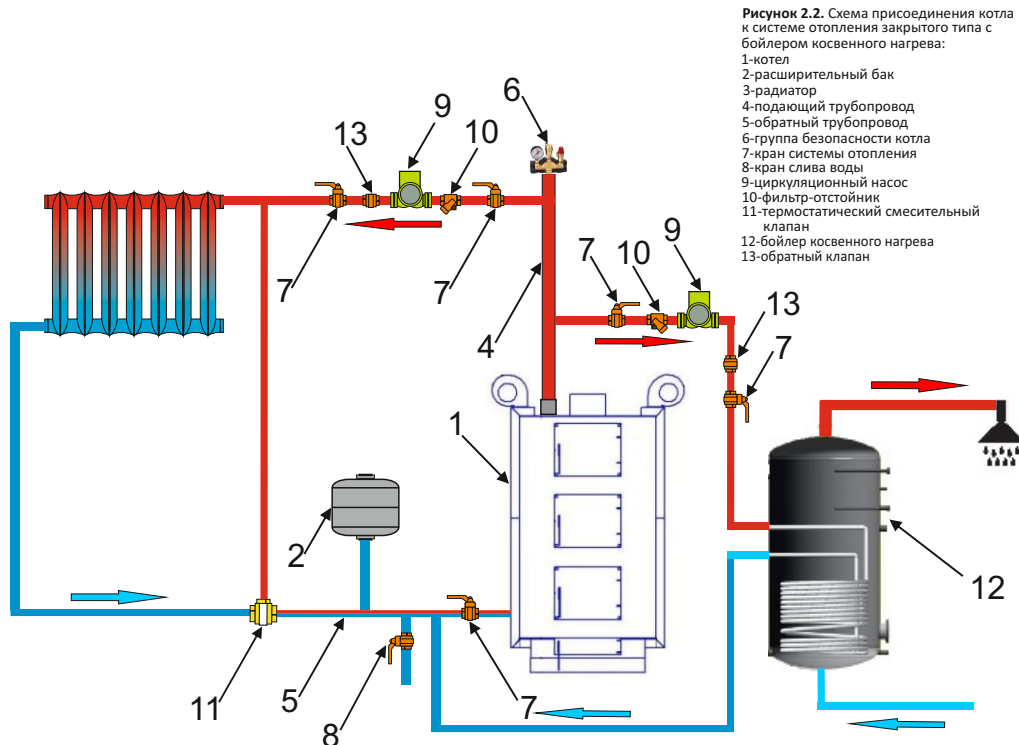 Рисунок 2.2. Схема присоединения котла
к системе отопления закрытого типа с
бойлером косвенного нагрева:
1-котел
2-расширительный бак
3-радиатор
4-подающий трубопровод
5-обратный трубопровод
6-группа безопасности котла
7-кран системы отопления
8-кран слива воды
9-циркуляционный насос
10-фильтр-отстойник
11-термостатический смесительный
клапан
12-бойлер косвенного нагрева
13-обратный клапан
6
9
13
10
7
7
9
7
10
4
13
7
1
2
12
11
5
8
7